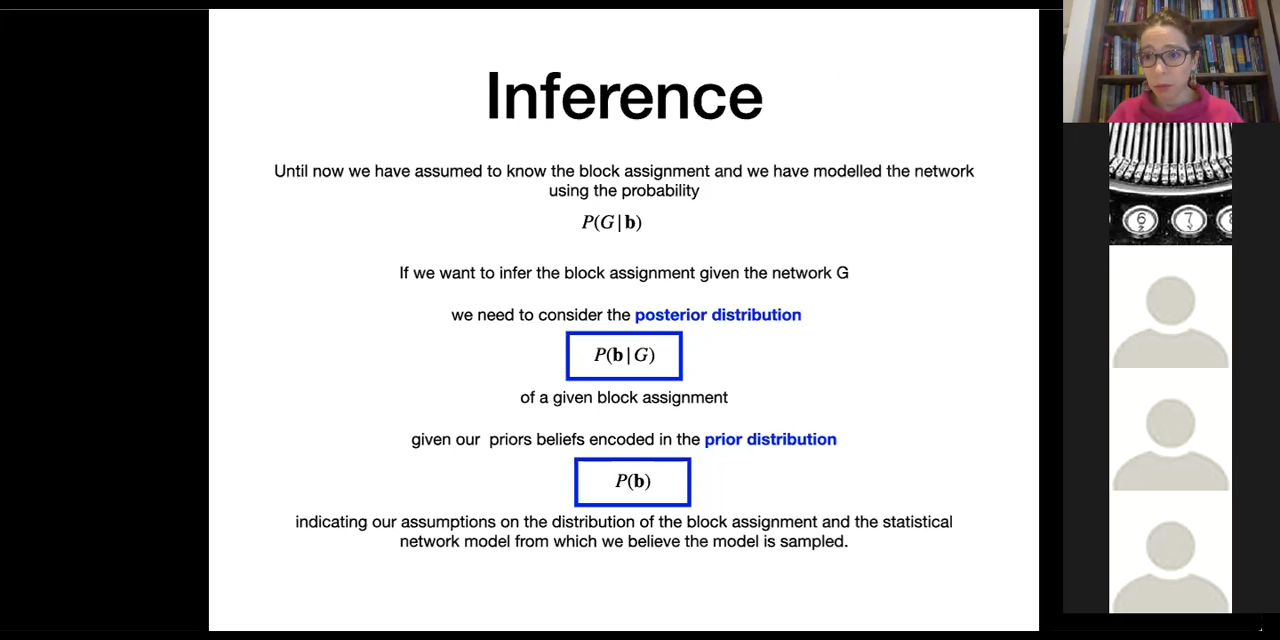 Inference
Until now we have assumed to know the block assignment and we have modelled the network
using the probability
P(G|b)
If we want to infer the block assignment given the network G
we need to consider the posterior distribution
P(b|G)
of a given block assignment
given our priors beliefs encoded in the prior distribution
P(b)
indicating our assumptions on the distribution of the block assignment and the statistical
network model from which we believe the model is sampled.
6
7